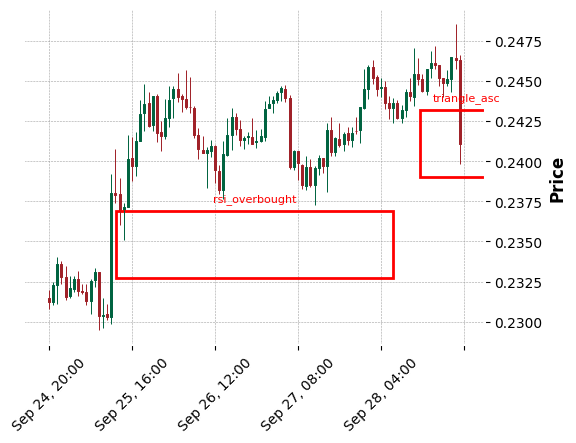 0.2475
0.2450
triangle_asc
0.2425
0.2400
Price
0.2375
rsi_overbought
0.2350
0.2325
0.2300
Sep 24, 20:00
Sep 25, 16:00
Sep 26, 12:00
Sep 27, 08:00
Sep 28, 04:00